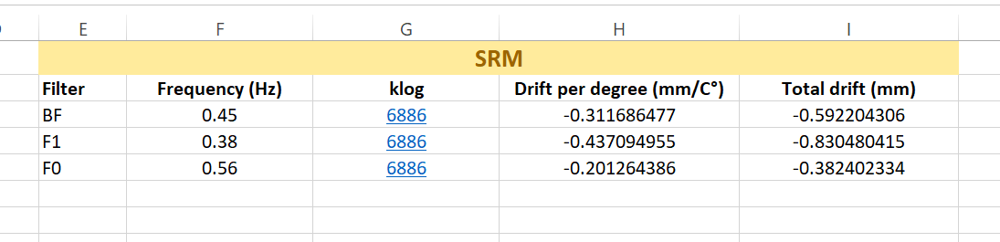 E F G H I
SRM
Filter Frequency (Hz) klog Drift per degree (mm/C°) Total drift (mm)
BF 0.45 6886 -0.311686477 -0.592204306
F1 0.38 6886 -0.437094955 -0.830480415
F0 0.56 6886 -0.201264386 -0.382402334